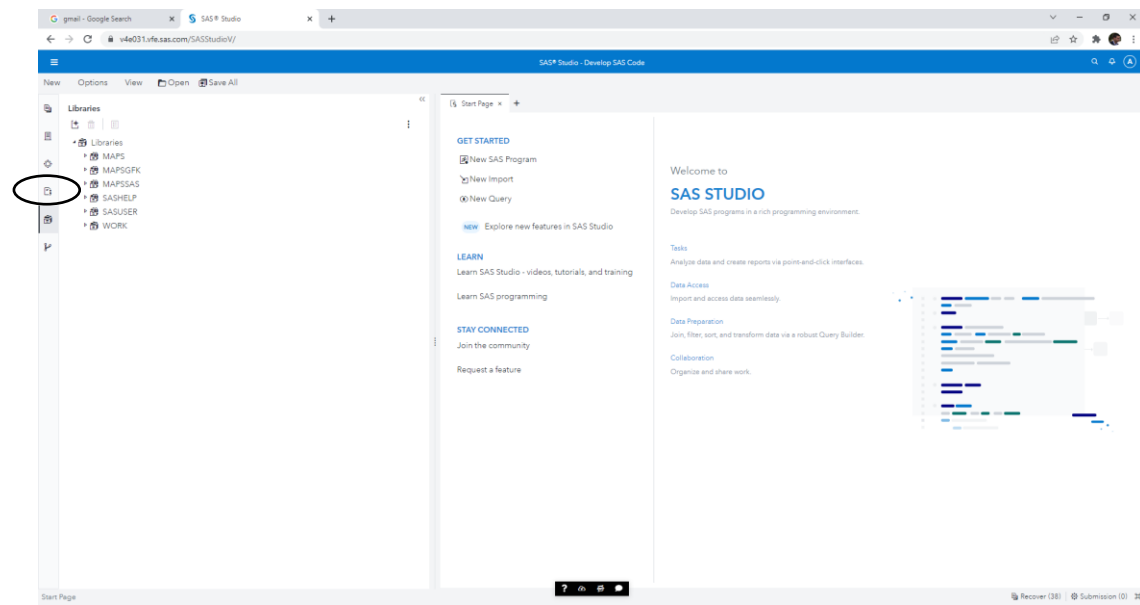 gmail - Google Search
SAS® Studio
v4e031.vfe.sas.com/SASStudioV/
SAS® Studio - Develop SAS Code
A
New Options View Open Save All
Libraries
Libraries
MAPS
MAPSGFK
MAPSSAS
SASHELP
SASUSER
WORK
Start Page
GET STARTED
New SAS Program
New Import
New Query
NEW Explore new features in SAS Studio
LEARN
Learn SAS Studio - videos, tutorials, and training
Learn SAS programming
STAY CONNECTED
Join the community
Request a feature
Welcome to
SAS STUDIO
Develop SAS programs in a rich programming environment.
Tasks
Analyze data and create reports via point-and-click interfaces.
Data Access
Import and access data seamlessly.
Data Preparation
Join, filter, sort, and transform data via a robust Query Builder.
Collaboration
Organize and share work.
Start Page
Recover (38) Submission (0)